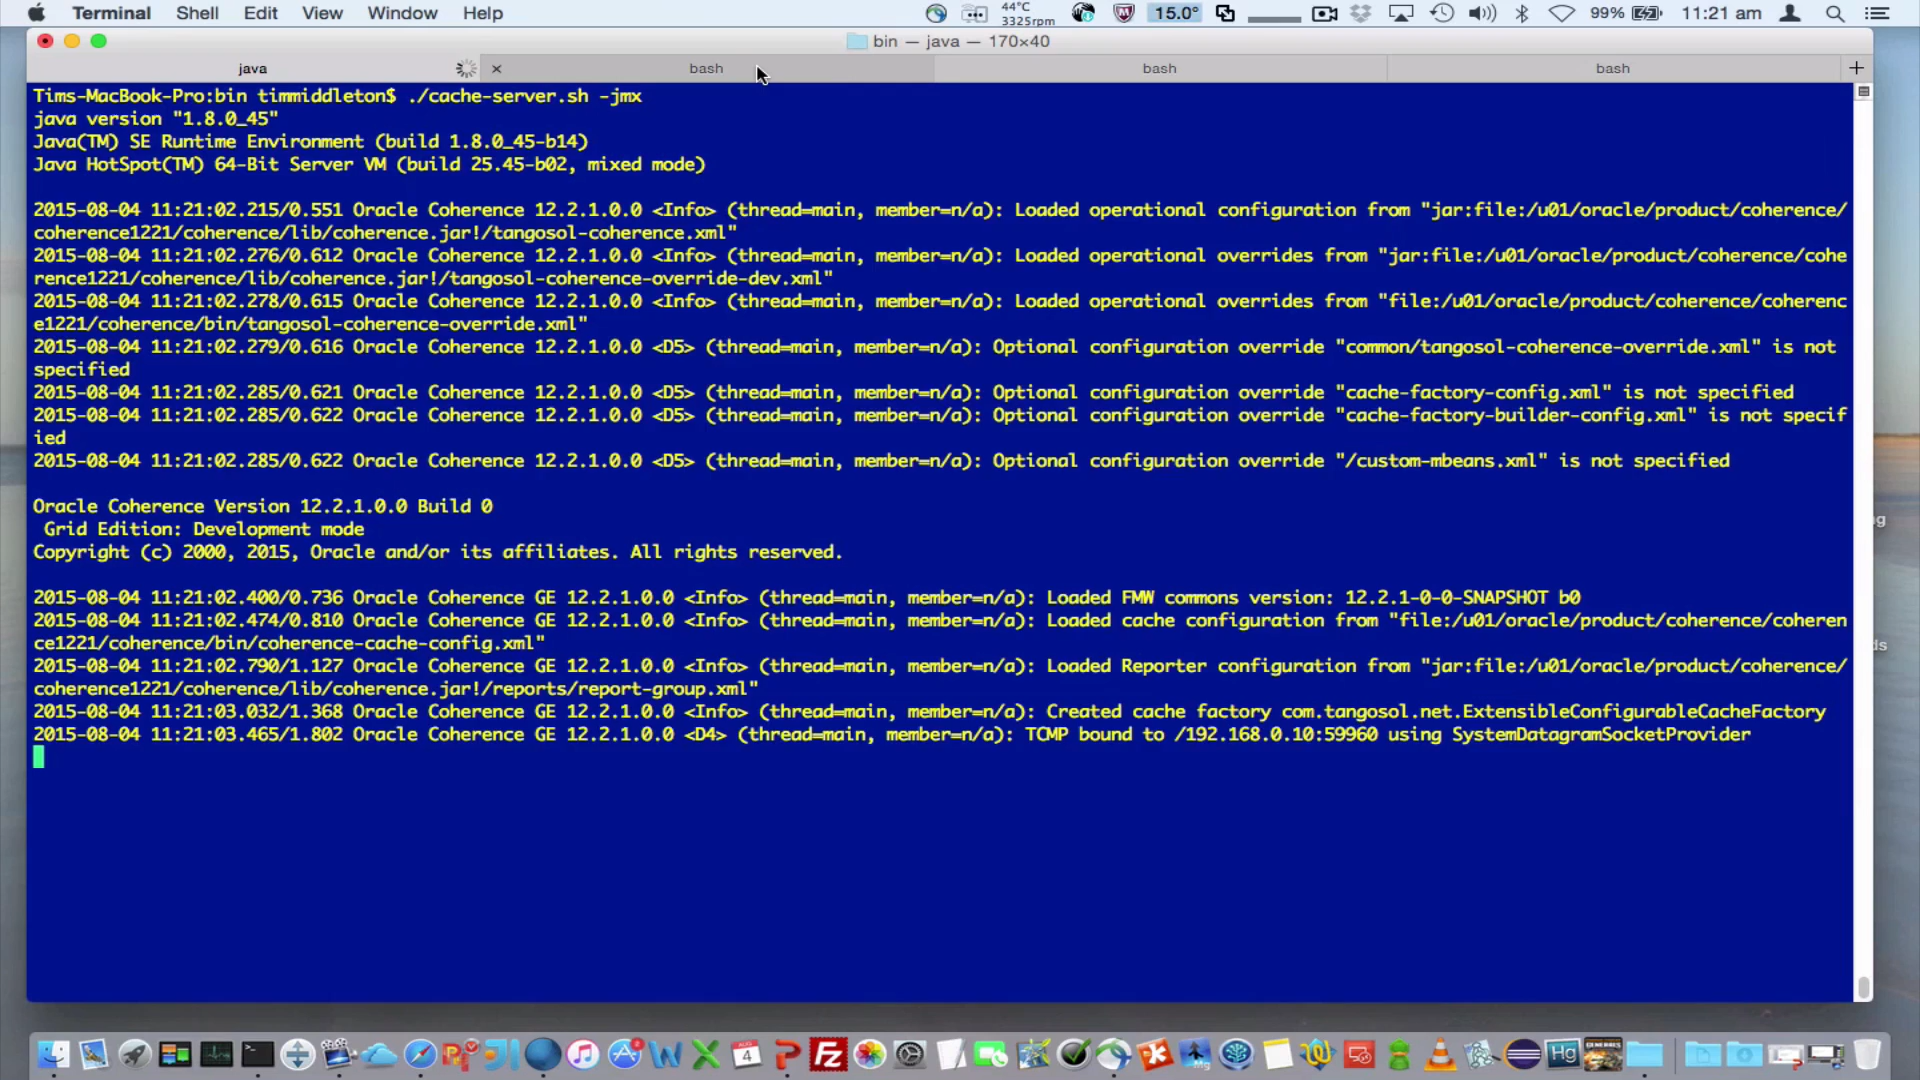 Terminal Shell Edit View Window Help 44°C 3325rpm 15.0° 99% 11:21 am
bin — java — 170×40
java bash bash bash
Tims-MacBook-Pro:bin timmiddleton$ ./cache-server.sh -jmx
java version "1.8.0_45"
Java(TM) SE Runtime Environment (build 1.8.0_45-b14)
Java HotSpot(TM) 64-Bit Server VM (build 25.45-b02, mixed mode)
2015-08-04 11:21:02.215/0.551 Oracle Coherence 12.2.1.0.0 <Info> (thread=main, member=n/a): Loaded operational configuration from "jar:file:/u01/oracle/product/coherence/
coherence1221/coherence/lib/coherence.jar!/tangosol-coherence.xml"
2015-08-04 11:21:02.276/0.612 Oracle Coherence 12.2.1.0.0 <Info> (thread=main, member=n/a): Loaded operational overrides from "jar:file:/u01/oracle/product/coherence/cohe
rence1221/coherence/lib/coherence.jar!/tangosol-coherence-override-dev.xml"
2015-08-04 11:21:02.278/0.615 Oracle Coherence 12.2.1.0.0 <Info> (thread=main, member=n/a): Loaded operational overrides from "file:/u01/oracle/product/coherence/coherenc
e1221/coherence/bin/tangosol-coherence-override.xml"
2015-08-04 11:21:02.279/0.616 Oracle Coherence 12.2.1.0.0 <D5> (thread=main, member=n/a): Optional configuration override "common/tangosol-coherence-override.xml" is not
specified
2015-08-04 11:21:02.285/0.621 Oracle Coherence 12.2.1.0.0 <D5> (thread=main, member=n/a): Optional configuration override "cache-factory-config.xml" is not specified
2015-08-04 11:21:02.285/0.622 Oracle Coherence 12.2.1.0.0 <D5> (thread=main, member=n/a): Optional configuration override "cache-factory-builder-config.xml" is not specif
ied
2015-08-04 11:21:02.285/0.622 Oracle Coherence 12.2.1.0.0 <D5> (thread=main, member=n/a): Optional configuration override "/custom-mbeans.xml" is not specified
Oracle Coherence Version 12.2.1.0.0 Build 0
Grid Edition: Development mode
Copyright (c) 2000, 2015, Oracle and/or its affiliates. All rights reserved.
2015-08-04 11:21:02.400/0.736 Oracle Coherence GE 12.2.1.0.0 <Info> (thread=main, member=n/a): Loaded FMW commons version: 12.2.1-0-0-SNAPSHOT b0
2015-08-04 11:21:02.474/0.810 Oracle Coherence GE 12.2.1.0.0 <Info> (thread=main, member=n/a): Loaded cache configuration from "file:/u01/oracle/product/coherence/coheren
ce1221/coherence/bin/coherence-cache-config.xml"
2015-08-04 11:21:02.790/1.127 Oracle Coherence GE 12.2.1.0.0 <Info> (thread=main, member=n/a): Loaded Reporter configuration from "jar:file:/u01/oracle/product/coherence/
coherence1221/coherence/lib/coherence.jar!/reports/report-group.xml"
2015-08-04 11:21:03.032/1.368 Oracle Coherence GE 12.2.1.0.0 <Info> (thread=main, member=n/a): Created cache factory com.tangosol.net.ExtensibleConfigurableCacheFactory
2015-08-04 11:21:03.465/1.802 Oracle Coherence GE 12.2.1.0.0 <D4> (thread=main, member=n/a): TCMP bound to /192.168.0.10:59960 using SystemDatagramSocketProvider